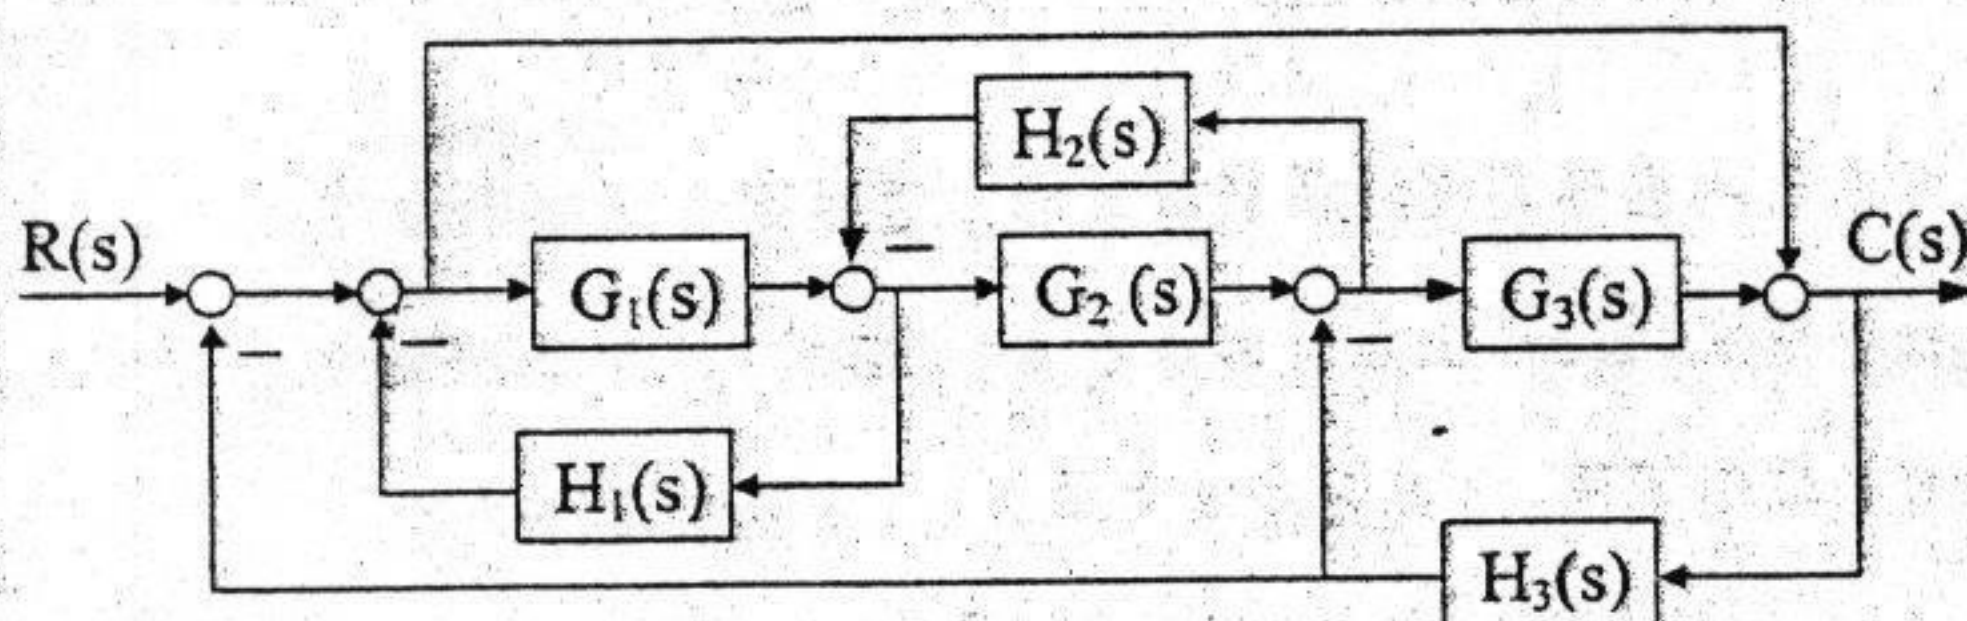 H₂(s)
R(s)
G₁(s)
G₂ (s)
G₃(s)
C(s)
H₁(s)
H₃(s)